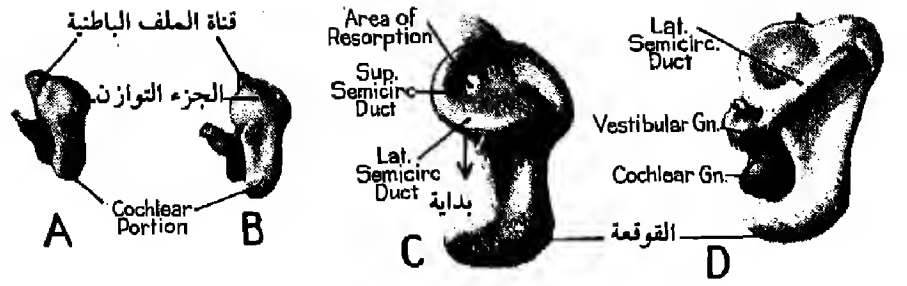 قناة الملف الباطنية
الجزء التوازن
Cochlear
Portion
A
B
Area of
Resorption
Sup.
Semicirc
Duct
Lat.
Semicirc
Duct
بداية
C
القوقعة
Lat.
Semicirc.
Duct
Vestibular Gn.
Cochlear Gn.
D